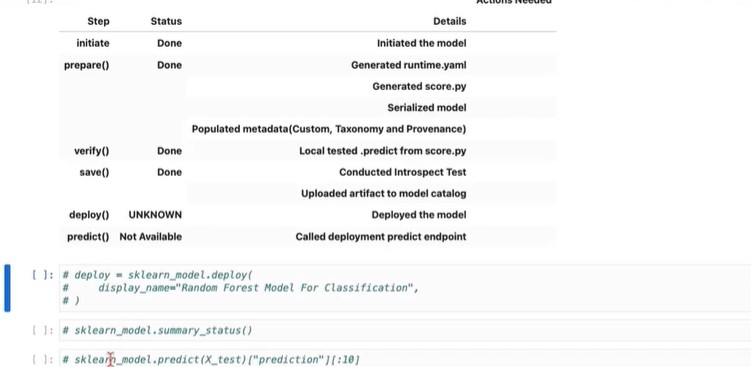 Actions Needed
Step Status Details
initiate Done Initiated the model
prepare() Done Generated runtime.yaml
Generated score.py
Serialized model
Populated metadata(Custom, Taxonomy and Provenance)
verify() Done Local tested .predict from score.py
save() Done Conducted Introspect Test
Uploaded artifact to model catalog
deploy() UNKNOWN Deployed the model
predict() Not Available Called deployment predict endpoint
[ ]: # deploy = sklearn_model.deploy(
# display_name="Random Forest Model For Classification",
# )
[ ]: # sklearn_model.summary_status()
[ ]: # sklearn_model.predict(X_test)["prediction"][:10]